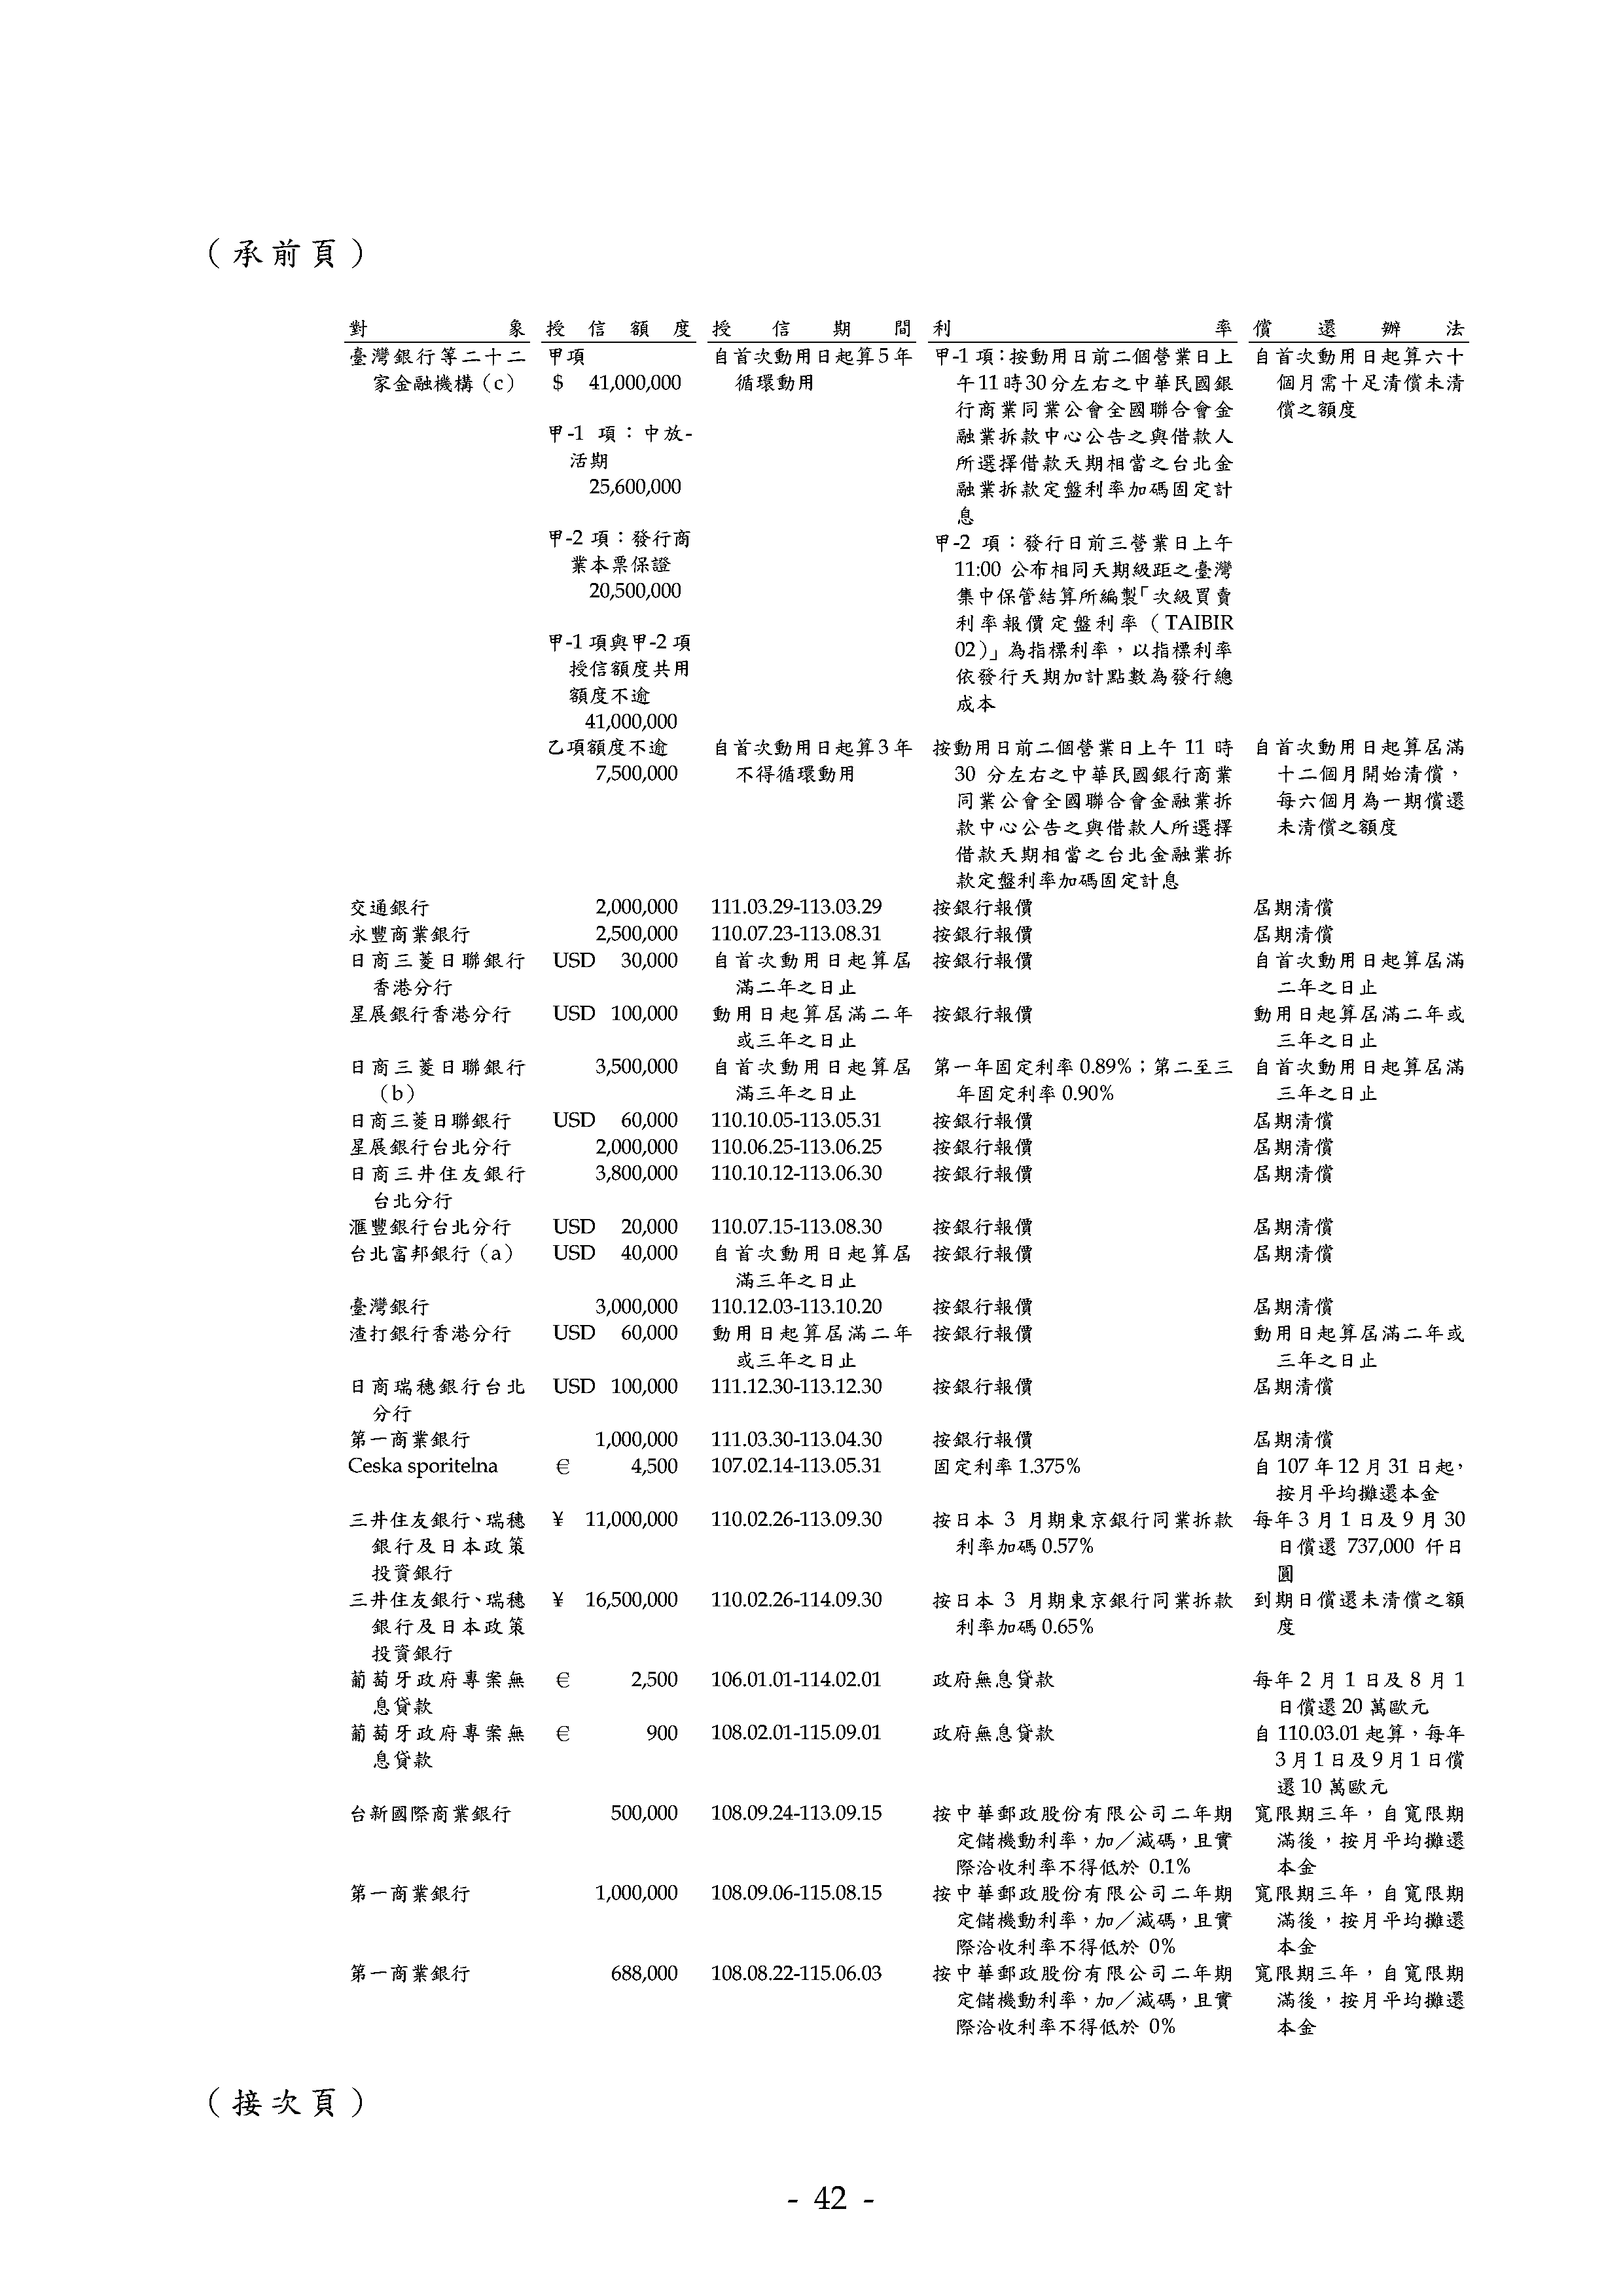 （承前頁）
對象 授信額度 授信期間 利率 償還辦法
臺灣銀行等二十二 甲項 自首次動用日起算5年 甲-1 項：按動用日前二個營業日上 自首次動用日起算六十
家金融機構（c） $ 41,000,000 循環動用 午11時30分左右之中華民國銀 個月需十足清償未清
行商業同業公會全國聯合會金 償之額度
甲-1 項：中放- 融業拆款中心公告之與借款人
活期 所選擇借款天期相當之台北金
25,600,000 融業拆款定盤利率加碼固定計
息
甲-2 項：發行商 甲-2 項：發行日前三營業日上午
業本票保證 11:00 公布相同天期級距之臺灣
20,500,000 集中保管結算所編製「次級買賣
利率報價定盤利率（TAIBIR
甲-1 項與甲-2 項 02）」為指標利率，以指標利率
授信額度共用 依發行天期加計點數為發行總
額度不逾 成本
41,000,000
乙項額度不逾 自首次動用日起算3年 按動用日前二個營業日上午 11 時 自首次動用日起算屆滿
7,500,000 不得循環動用 30 分左右之中華民國銀行商業 十二個月開始清償，
同業公會全國聯合會金融業拆 每六個月為一期償還
款中心公告之與借款人所選擇 未清償之額度
借款天期相當之台北金融業拆
款定盤利率加碼固定計息
交通銀行 2,000,000 111.03.29-113.03.29 按銀行報價 屆期清償
永豐商業銀行 2,500,000 110.07.23-113.08.31 按銀行報價 屆期清償
日商三菱日聯銀行 USD 30,000 自首次動用日起算屆 按銀行報價 自首次動用日起算屆滿
香港分行 滿二年之日止 二年之日止
星展銀行香港分行 USD 100,000 動用日起算屆滿二年 按銀行報價 動用日起算屆滿二年或
或三年之日止 三年之日止
日商三菱日聯銀行 3,500,000 自首次動用日起算屆 第一年固定利率 0.89%；第二至三 自首次動用日起算屆滿
（b） 滿三年之日止 年固定利率 0.90% 三年之日止
日商三菱日聯銀行 USD 60,000 110.10.05-113.05.31 按銀行報價 屆期清償
星展銀行台北分行 2,000,000 110.06.25-113.06.25 按銀行報價 屆期清償
日商三井住友銀行 3,800,000 110.10.12-113.06.30 按銀行報價 屆期清償
台北分行
滙豐銀行台北分行 USD 20,000 110.07.15-113.08.30 按銀行報價 屆期清償
台北富邦銀行（a） USD 40,000 自首次動用日起算屆 按銀行報價 屆期清償
滿三年之日止
臺灣銀行 3,000,000 110.12.03-113.10.20 按銀行報價 屆期清償
渣打銀行香港分行 USD 60,000 動用日起算屆滿二年 按銀行報價 動用日起算屆滿二年或
或三年之日止 三年之日止
日商瑞穗銀行台北 USD 100,000 111.12.30-113.12.30 按銀行報價 屆期清償
分行
第一商業銀行 1,000,000 111.03.30-113.04.30 按銀行報價 屆期清償
Ceska sporitelna € 4,500 107.02.14-113.05.31 固定利率 1.375% 自 107 年 12 月 31 日起，
按月平均攤還本金
三井住友銀行、瑞穗 ¥ 11,000,000 110.02.26-113.09.30 按日本 3 月期東京銀行同業拆款 每年 3 月 1 日及 9 月 30
銀行及日本政策 利率加碼 0.57% 日償還 737,000 仟日
投資銀行 圓
三井住友銀行、瑞穗 ¥ 16,500,000 110.02.26-114.09.30 按日本 3 月期東京銀行同業拆款 到期日償還未清償之額
銀行及日本政策 利率加碼 0.65% 度
投資銀行
葡萄牙政府專案無 € 2,500 106.01.01-114.02.01 政府無息貸款 每年 2 月 1 日及 8 月 1
息貸款 日償還 20 萬歐元
葡萄牙政府專案無 € 900 108.02.01-115.09.01 政府無息貸款 自 110.03.01 起算，每年
息貸款 3 月 1 日及 9 月 1 日償
還 10 萬歐元
台新國際商業銀行 500,000 108.09.24-113.09.15 按中華郵政股份有限公司二年期 寬限期三年，自寬限期
定儲機動利率，加／減碼，且實 滿後，按月平均攤還
際洽收利率不得低於 0.1% 本金
第一商業銀行 1,000,000 108.09.06-115.08.15 按中華郵政股份有限公司二年期 寬限期三年，自寬限期
定儲機動利率，加／減碼，且實 滿後，按月平均攤還
際洽收利率不得低於 0% 本金
第一商業銀行 688,000 108.08.22-115.06.03 按中華郵政股份有限公司二年期 寬限期三年，自寬限期
定儲機動利率，加／減碼，且實 滿後，按月平均攤還
際洽收利率不得低於 0% 本金
（接次頁）
- 42 -